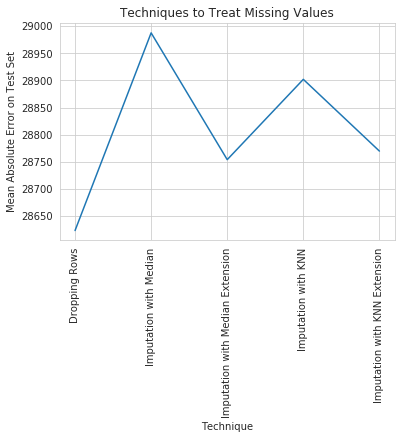 Techniques to Treat Missing Values
Mean Absolute Error on Test Set
29000
28950
28900
28850
28800
28750
28700
28650
Dropping Rows
Imputation with Median
Imputation with Median Extension
Imputation with KNN
Imputation with KNN Extension
Technique